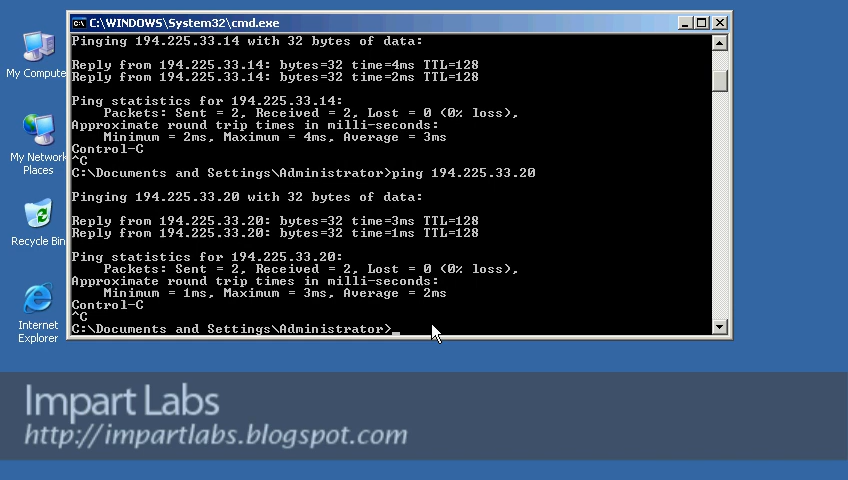 C:\WINDOWS\System32\cmd.exe
Pinging 194.225.33.14 with 32 bytes of data:
Reply from 194.225.33.14: bytes=32 time=4ms TTL=128
Reply from 194.225.33.14: bytes=32 time=2ms TTL=128
Ping statistics for 194.225.33.14:
Packets: Sent = 2, Received = 2, Lost = 0 (0% loss),
Approximate round trip times in milli-seconds:
Minimum = 2ms, Maximum = 4ms, Average = 3ms
Control-C
^C
C:\Documents and Settings\Administrator>ping 194.225.33.20
Pinging 194.225.33.20 with 32 bytes of data:
Reply from 194.225.33.20: bytes=32 time=3ms TTL=128
Reply from 194.225.33.20: bytes=32 time=1ms TTL=128
Ping statistics for 194.225.33.20:
Packets: Sent = 2, Received = 2, Lost = 0 (0% loss),
Approximate round trip times in milli-seconds:
Minimum = 1ms, Maximum = 3ms, Average = 2ms
Control-C
^C
C:\Documents and Settings\Administrator>_
My Compute
My Network
Places
Recycle Bin
Internet
Explorer
Impart Labs
http://impartlabs.blogspot.com